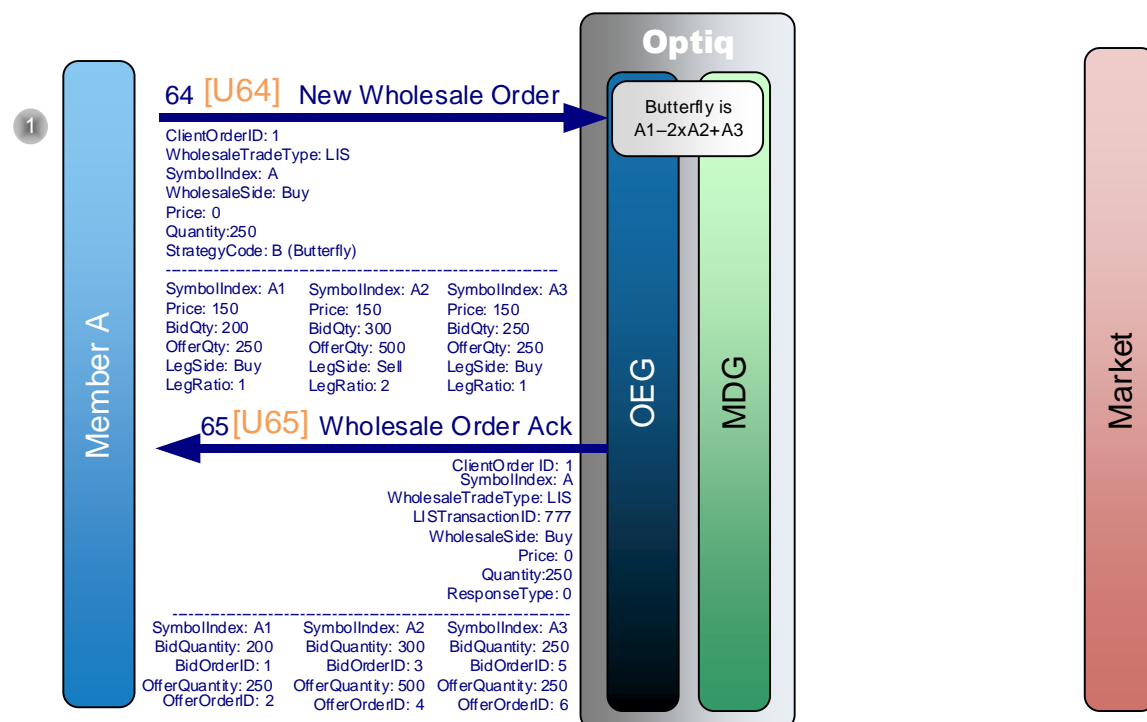 Optiq
64 [U64] New Wholesale Order
Butterfly is
A1–2xA2+A3
1
ClientOrderID: 1
WholesaleTradeType: LIS
SymbolIndex: A
WholesaleSide: Buy
Price: 0
Quantity:250
StrategyCode: B (Butterfly)
SymbolIndex: A1 SymbolIndex: A2 SymbolIndex: A3
Price: 150 Price: 150 Price: 150
BidQty: 200 BidQty: 300 BidQty: 250
OfferQty: 250 OfferQty: 500 OfferQty: 250
LegSide: Buy LegSide: Sell LegSide: Buy
LegRatio: 1 LegRatio: 2 LegRatio: 1
Member A
OEG
MDG
Market
65 [U65] Wholesale Order Ack
ClientOrder ID: 1
SymbolIndex: A
WholesaleTradeType: LIS
LISTransactionID: 777
WholesaleSide: Buy
Price: 0
Quantity:250
ResponseType: 0
SymbolIndex: A1 SymbolIndex: A2 SymbolIndex: A3
BidQuantity: 200 BidQuantity: 300 BidQuantity: 250
BidOrderID: 1 BidOrderID: 3 BidOrderID: 5
OfferQuantity: 250 OfferQuantity: 500 OfferQuantity: 250
OfferOrderID: 2 OfferOrderID: 4 OfferOrderID: 6